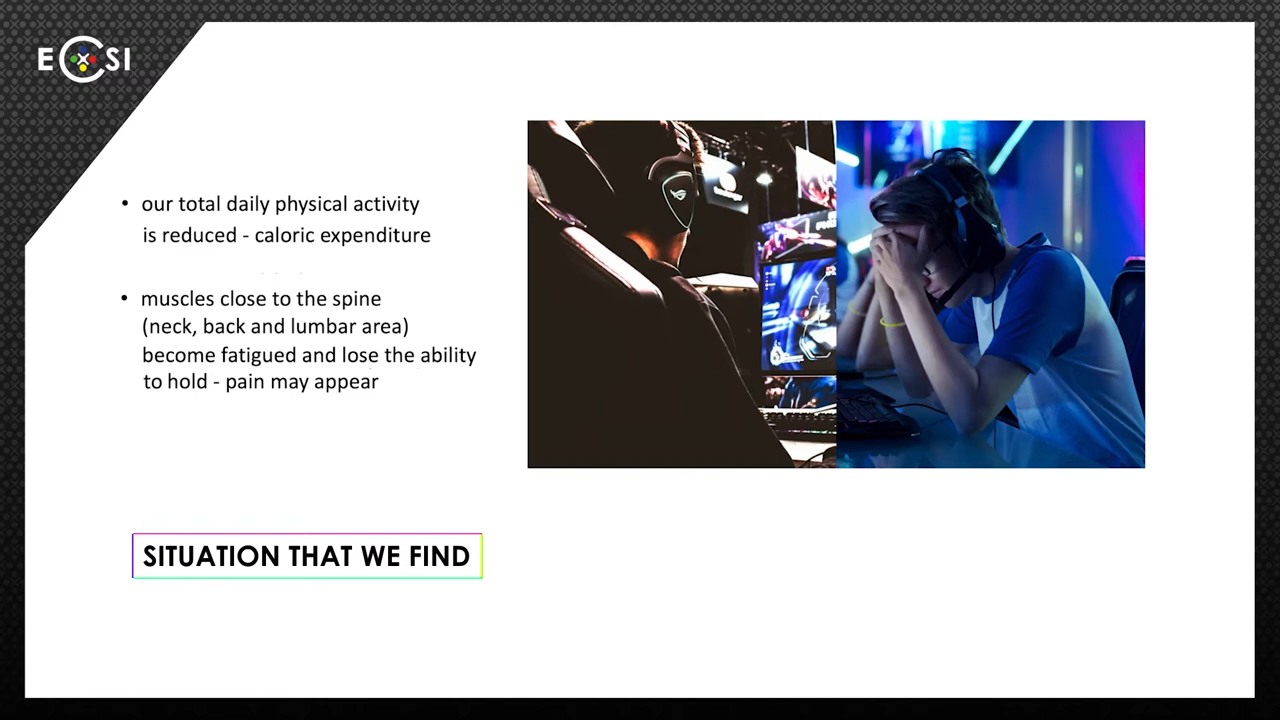 ECSI
• our total daily physical activity
is reduced - caloric expenditure
• muscles close to the spine
(neck, back and lumbar area)
become fatigued and lose the ability
to hold - pain may appear
SITUATION THAT WE FIND